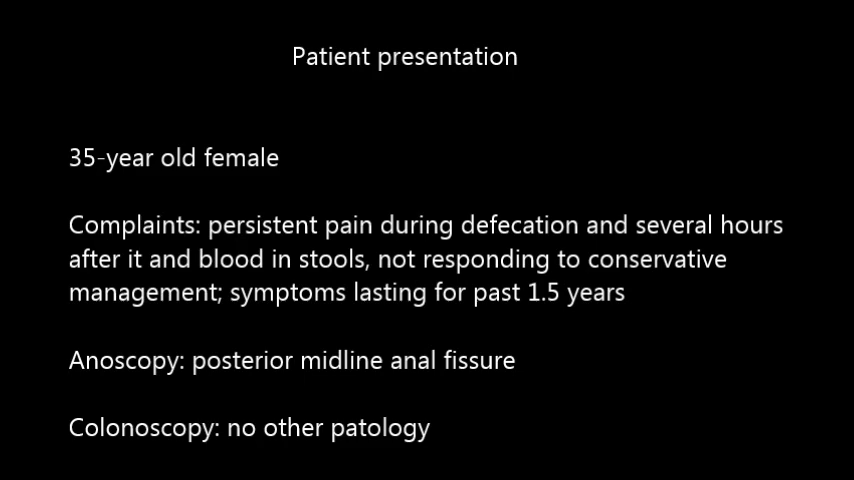 Patient presentation
35-year old female
Complaints: persistent pain during defecation and several hours
after it and blood in stools, not responding to conservative
management; symptoms lasting for past 1.5 years
Anoscopy: posterior midline anal fissure
Colonoscopy: no other patology